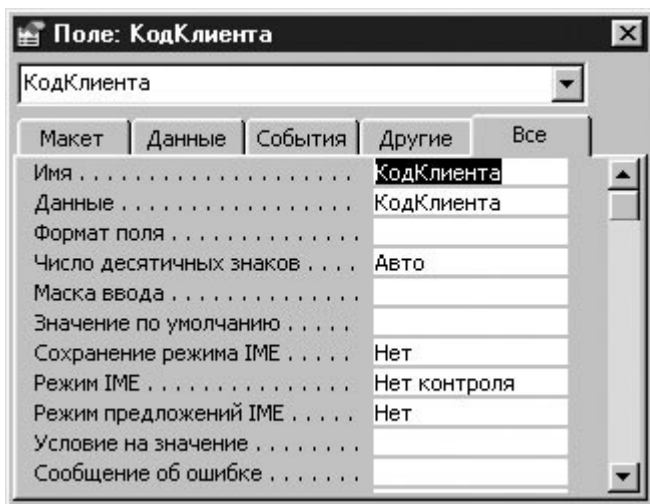 Поле: КодКлиента
КодКлиента
Макет Данные События Другие Все
Имя . . . . . . . . . . . . . . . . . . . . . КодКлиента
Данные . . . . . . . . . . . . . . . . . КодКлиента
Формат поля . . . . . . . . . . . . . .
Число десятичных знаков . . . . Авто
Маска ввода . . . . . . . . . . . . . .
Значение по умолчанию . . . . .
Сохранение режима IME . . . . . Нет
Режим IME . . . . . . . . . . . . . . . Нет контроля
Режим предложений IME . . . . . Нет
Условие на значение . . . . . . . .
Сообщение об ошибке . . . . . . .